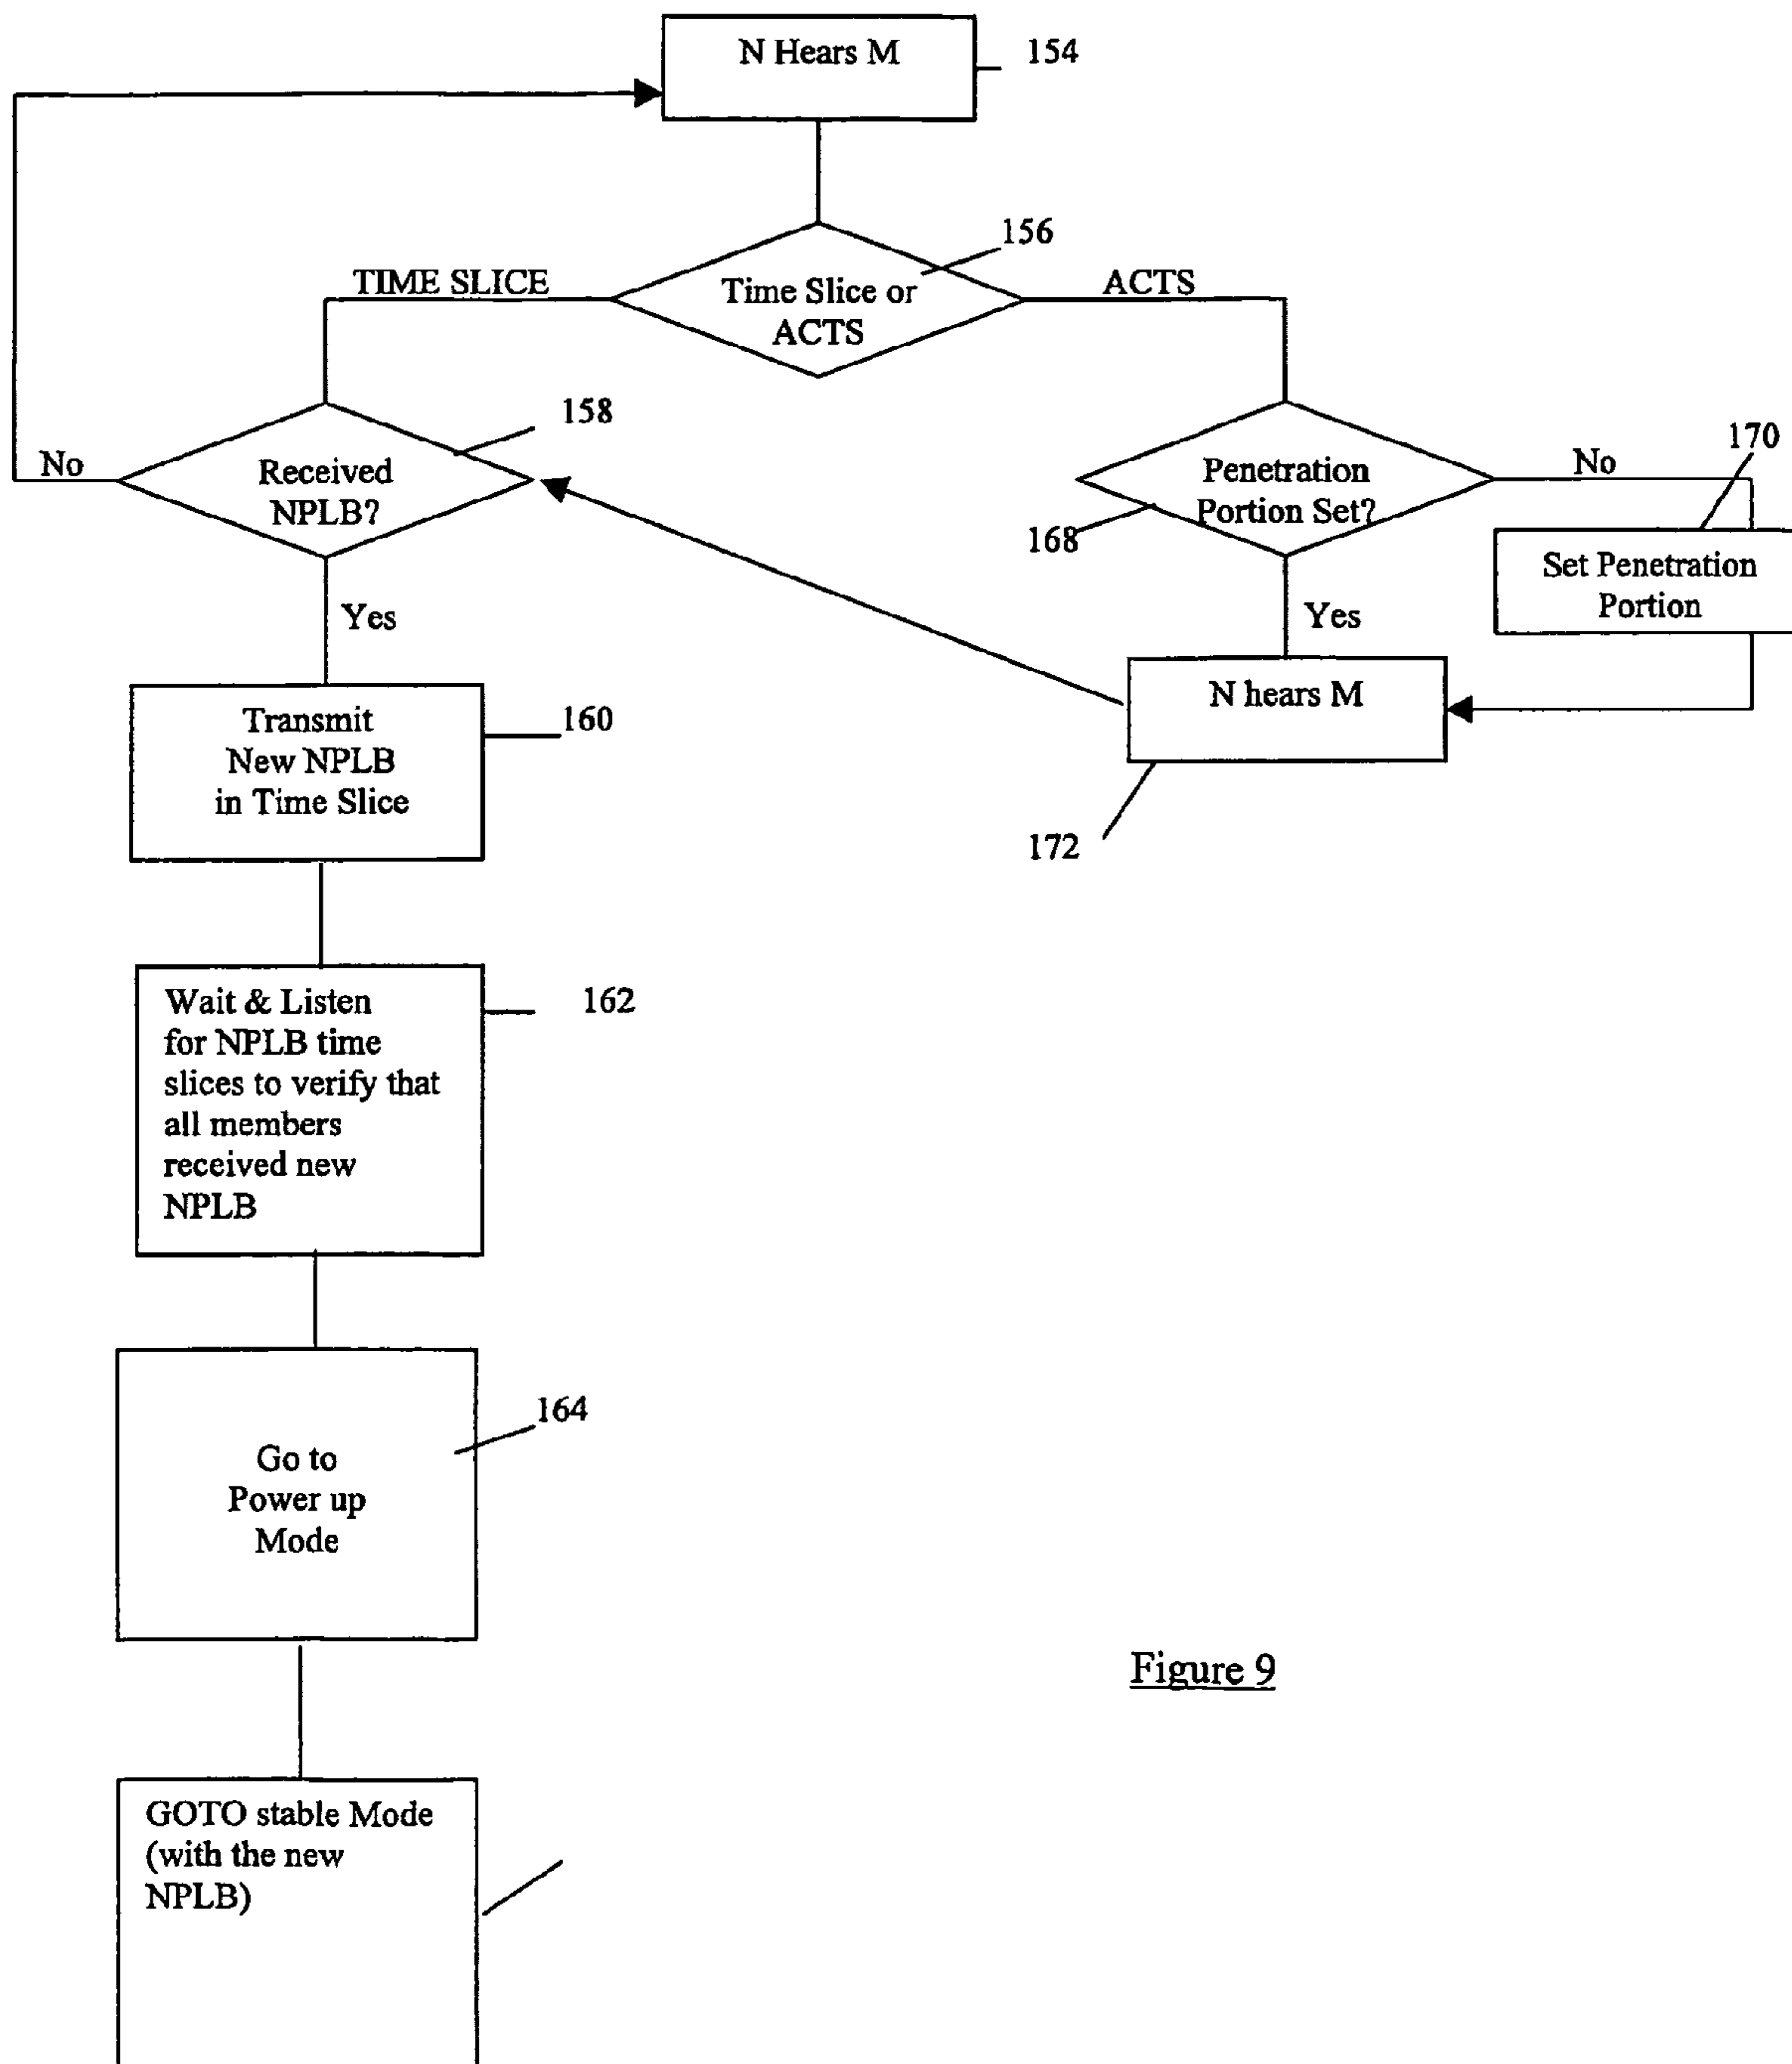 N Hears M
154
156
TIME SLICE
Time Slice or
ACTS
ACTS
158
No
Received
NPLB?
Penetration
Portion Set?
168
No
170
Set Penetration
Portion
Yes
Yes
Transmit
New NPLB
in Time Slice
160
N hears M
172
Wait & Listen
for NPLB time
slices to verify that
all members
received new
NPLB
162
Go to
Power up
Mode
164
Figure 9
GOTO stable Mode
(with the new
NPLB)